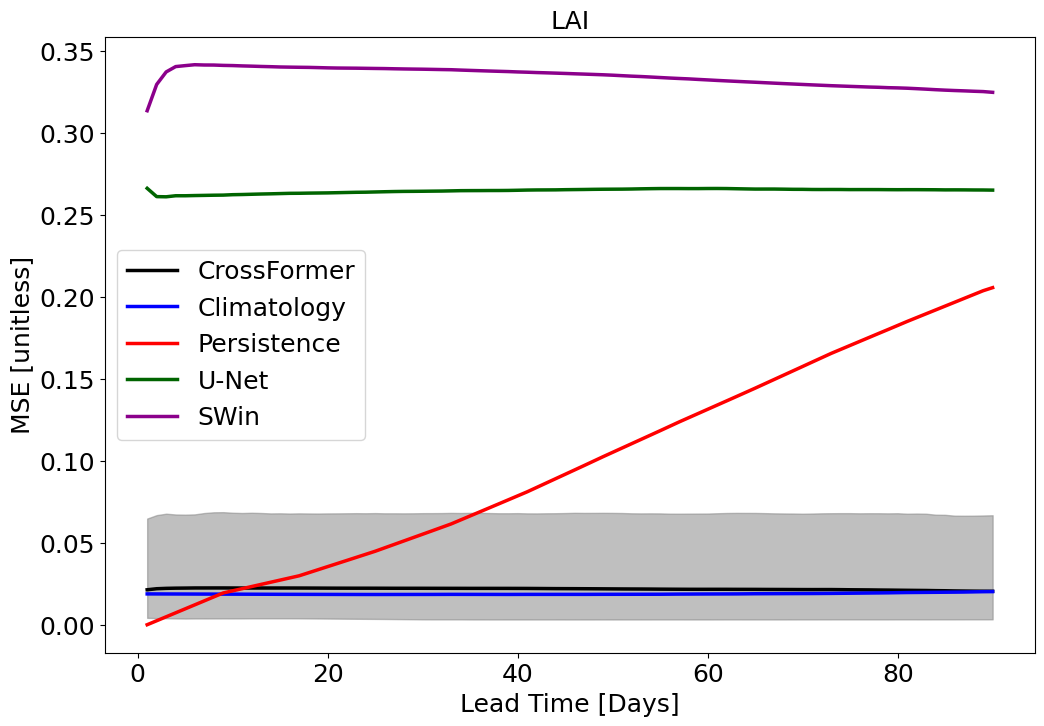 LAI
MSE [unitless]
0.35
0.30
0.25
0.20
0.15
0.10
0.05
0.00
CrossFormer
Climatology
Persistence
U-Net
SWin
0 20 40 60 80
Lead Time [Days]